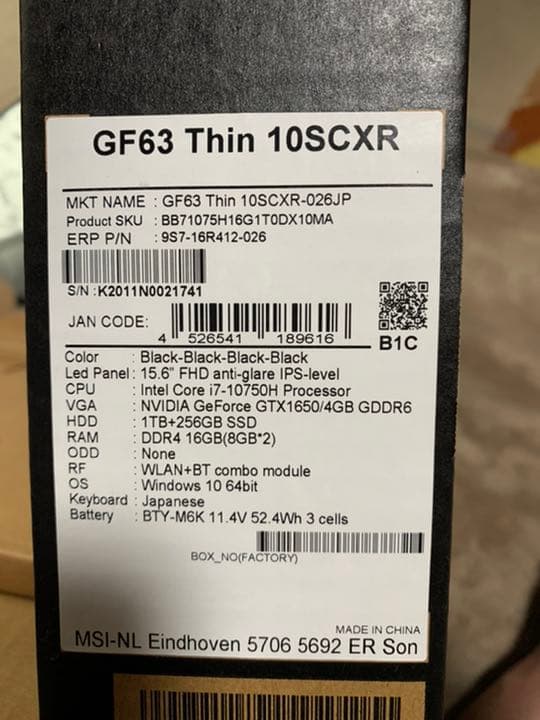 GF63 Thin 10SCXR
MKT NAME : GF63 Thin 10SCXR-026JP
Product SKU : BB71075H16G1T0DX10MA
ERP P/N : 9S7-16R412-026
S/N :K2011N0021741
JAN CODE:
4 526541 189616
B1C
Color : Black-Black-Black-Black
Led Panel : 15.6" FHD anti-glare IPS-level
CPU : Intel Core i7-10750H Processor
VGA : NVIDIA GeForce GTX1650/4GB GDDR6
HDD : 1TB+256GB SSD
RAM : DDR4 16GB(8GB*2)
ODD : None
RF : WLAN+BT combo module
OS : Windows 10 64bit
Keyboard : Japanese
Battery : BTY-M6K 11.4V 52.4Wh 3 cells
BOX_NO(FACTORY)
MADE IN CHINA
MSI-NL Eindhoven 5706 5692 ER Son